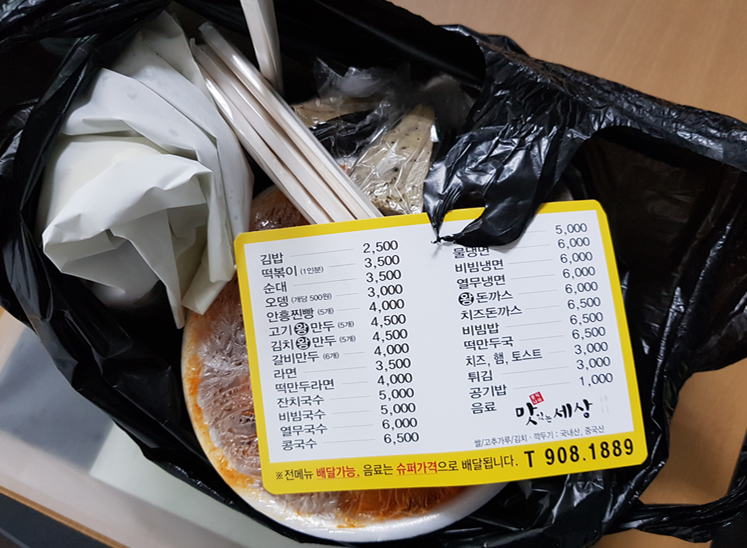 김밥 2,500
떡볶이 (1인분) 3,500
순대 3,500
오뎅 (개당 500원) 3,000
안흥찐빵 (5개) 4,000
고기왕만두 (5개) 4,500
김치왕만두 (5개) 4,500
갈비만두 (6개) 4,000
라면 3,500
떡만두라면 4,000
잔치국수 5,000
비빔국수 5,000
열무국수 6,000
콩국수 6,500
5,000
물냉면 6,000
비빔냉면 6,000
열무냉면 6,000
왕돈까스 6,000
치즈돈까스 6,500
비빔밥 6,000
떡만두국 6,500
치즈, 햄, 토스트 3,000
튀김 3,000
공기밥 1,000
음료
맛있는세상
쌀/고추가루/김치 · 깍두기 : 국내산, 중국산
※전메뉴 배달가능, 음료는 슈퍼가격으로 배달됩니다. T 908.1889